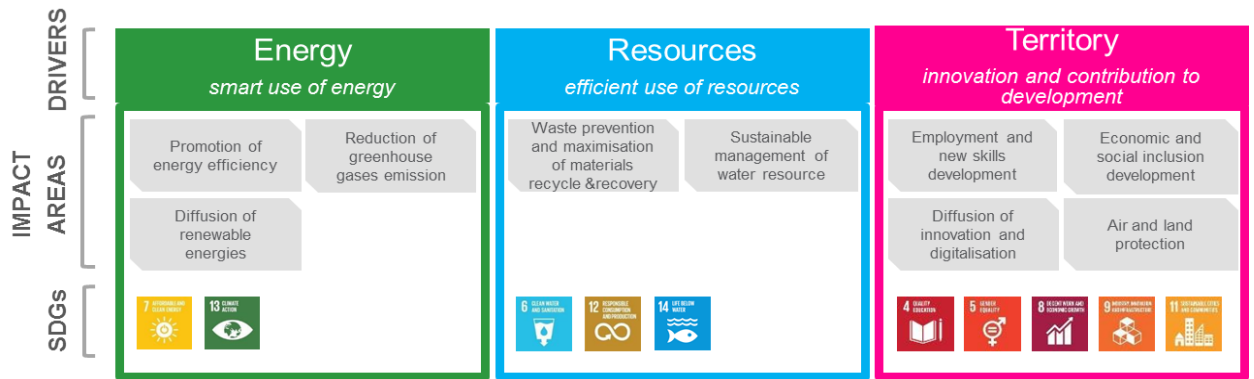 DRIVERS
Energy
smart use of energy
Resources
efficient use of resources
Territory
innovation and contribution to
development
IMPACT
AREAS
Promotion of
energy efficiency
Reduction of
greenhouse
gases emission
Diffusion of
renewable
energies
Waste prevention
and maximisation
of materials
recycle &recovery
Sustainable
management of
water resource
Employment and
new skills
development
Economic and
social inclusion
development
Diffusion of
innovation and
digitalisation
Air and land
protection
SDGs
7 AFFORDABLE AND
CLEAN ENERGY
13 CLIMATE
ACTION
6 CLEAN WATER
AND SANITATION
12 RESPONSIBLE
CONSUMPTION
AND PRODUCTION
14 LIFE BELOW
WATER
4 QUALITY
EDUCATION
5 GENDER
EQUALITY
8 DECENT WORK AND
ECONOMIC GROWTH
9 INDUSTRY, INNOVATION
AND INFRASTRUCTURE
11 SUSTAINABLE CITIES
AND COMMUNITIES